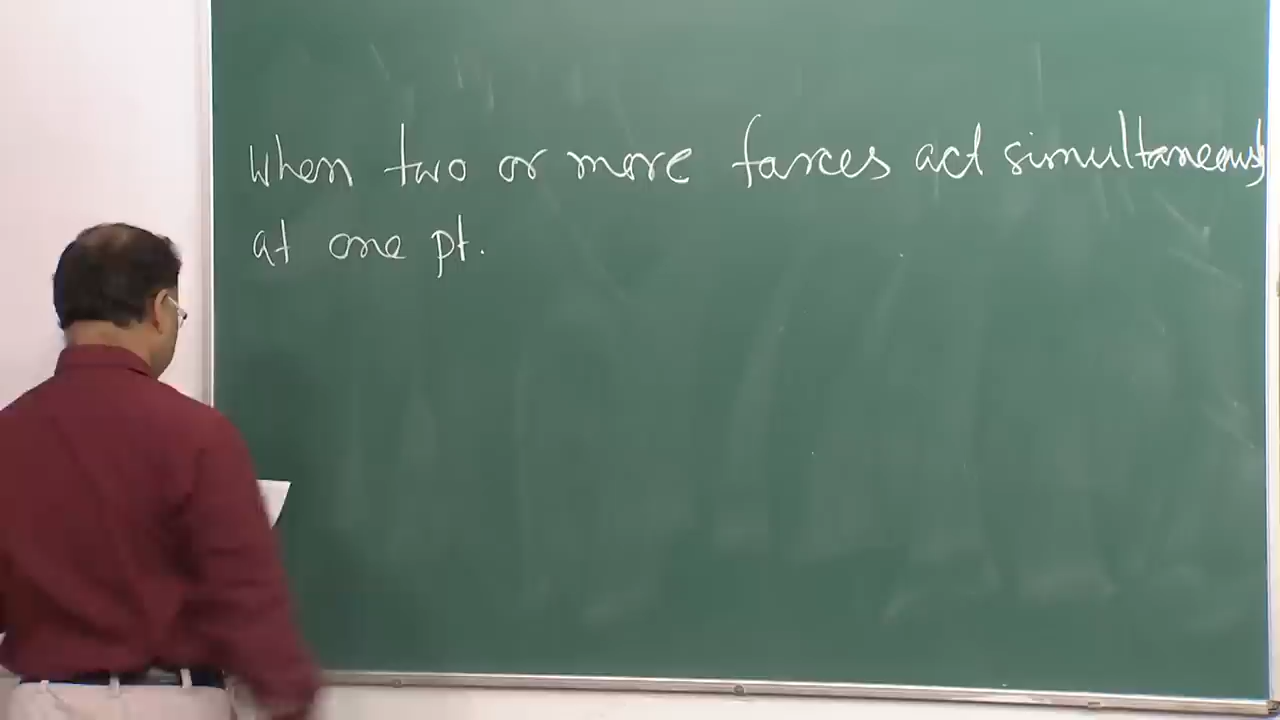 When two or more forces act simultaneously
at one pt.